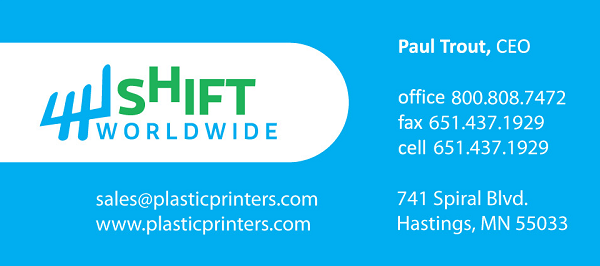 SHIFT
WORLDWIDE
sales@plasticprinters.com
www.plasticprinters.com
Paul Trout, CEO
office 800.808.7472
fax 651.437.1929
cell 651.437.1929
741 Spiral Blvd.
Hastings, MN 55033